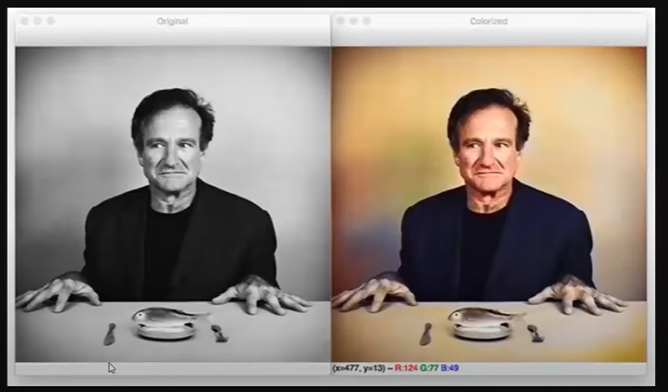 Original
Colorized
(x=477, y=13) ~ R:124 G:77 B:49